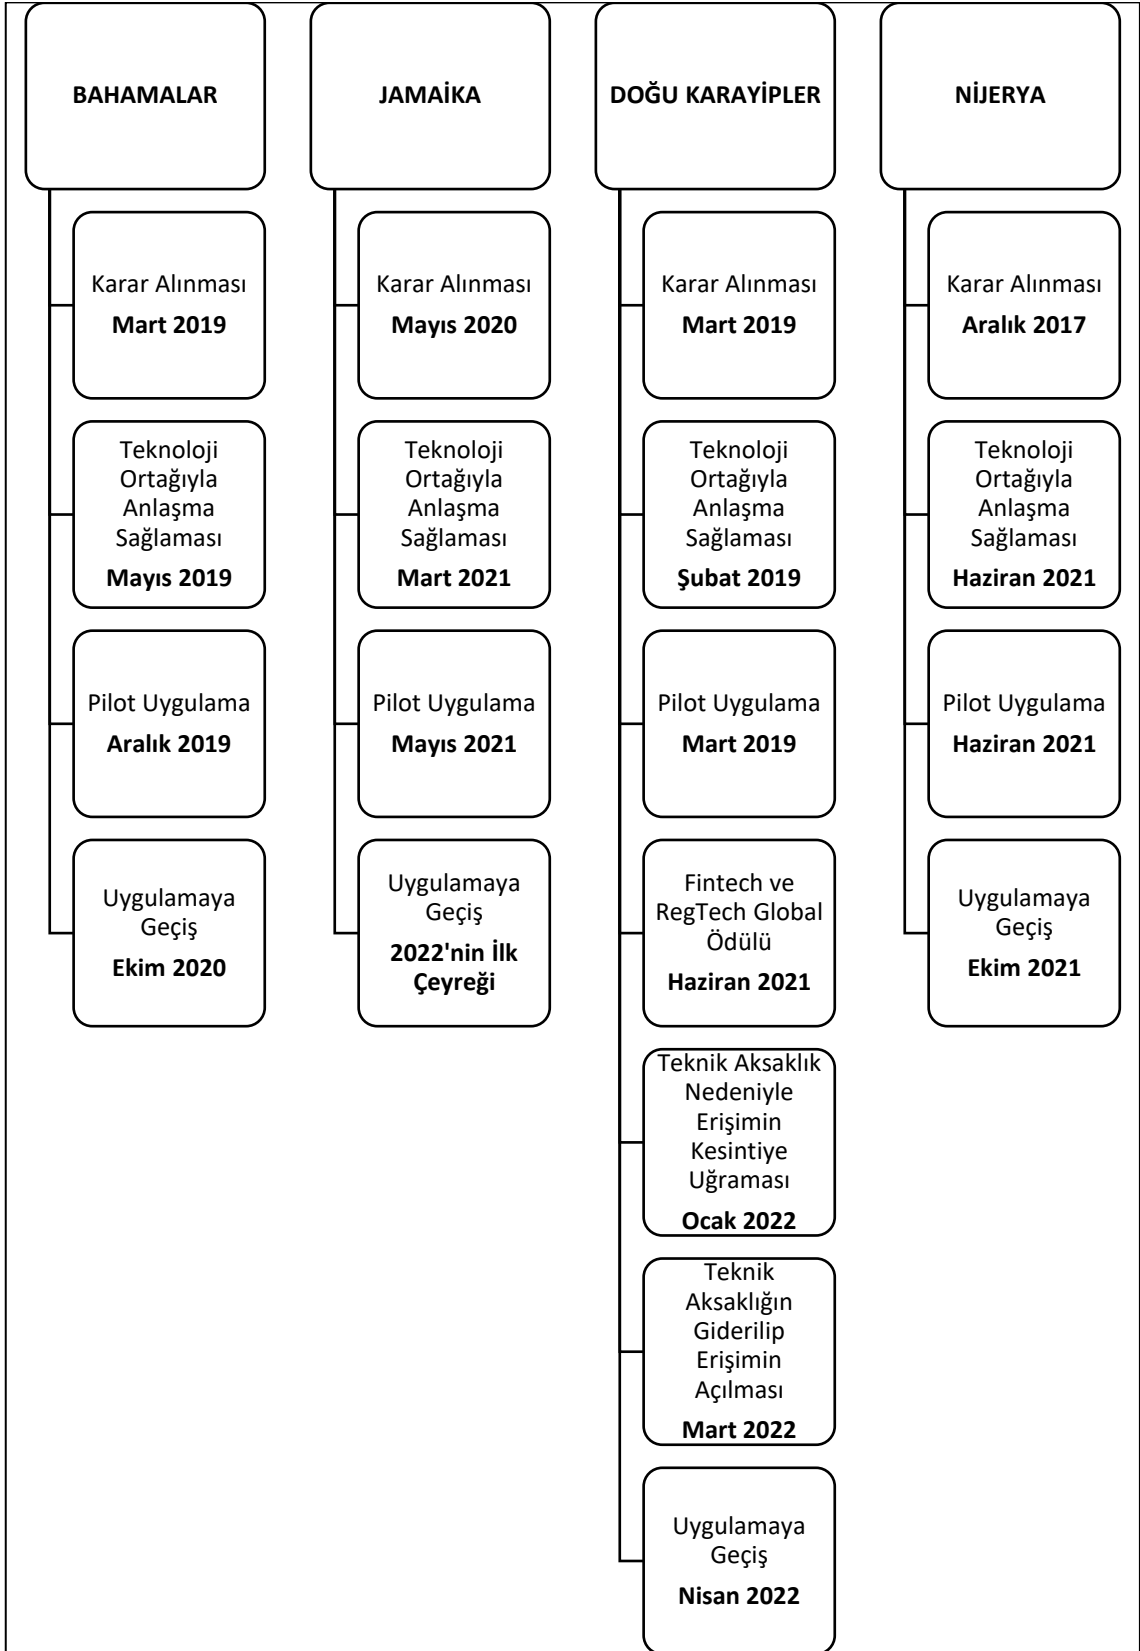 BAHAMALAR
Karar Alınması
Mart 2019
Teknoloji
Ortağıyla
Anlaşma
Sağlaması
Mayıs 2019
Pilot Uygulama
Aralık 2019
Uygulamaya
Geçiş
Ekim 2020
JAMAİKA
Karar Alınması
Mayıs 2020
Teknoloji
Ortağıyla
Anlaşma
Sağlaması
Mart 2021
Pilot Uygulama
Mayıs 2021
Uygulamaya
Geçiş
2022'nin İlk
Çeyreği
DOĞU KARAYİPLER
Karar Alınması
Mart 2019
Teknoloji
Ortağıyla
Anlaşma
Sağlaması
Şubat 2019
Pilot Uygulama
Mart 2019
Fintech ve
RegTech Global
Ödülü
Haziran 2021
Teknik Aksaklık
Nedeniyle
Erişimin
Kesintiye
Uğraması
Ocak 2022
Teknik
Aksaklığın
Giderilip
Erişimin
Açılması
Mart 2022
Uygulamaya
Geçiş
Nisan 2022
NİJERYA
Karar Alınması
Aralık 2017
Teknoloji
Ortağıyla
Anlaşma
Sağlaması
Haziran 2021
Pilot Uygulama
Haziran 2021
Uygulamaya
Geçiş
Ekim 2021